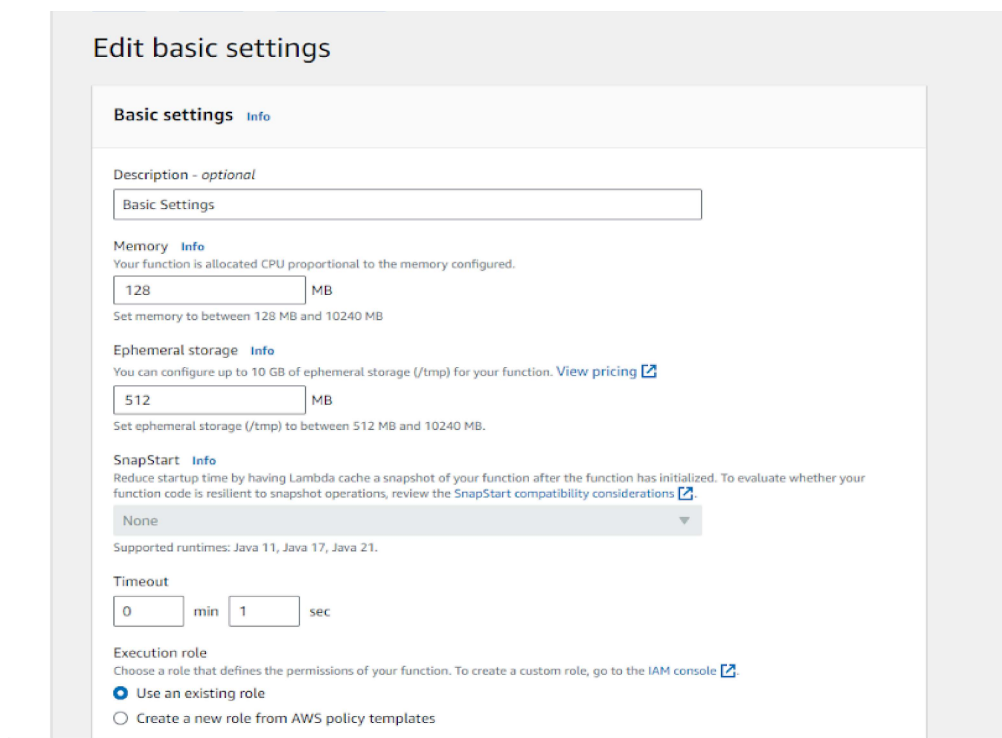 Edit basic settings
Basic settings Info
Description - optional
Basic Settings
Memory Info
Your function is allocated CPU proportional to the memory configured.
128 MB
Set memory to between 128 MB and 10240 MB
Ephemeral storage Info
You can configure up to 10 GB of ephemeral storage (/tmp) for your function. View pricing
512 MB
Set ephemeral storage (/tmp) to between 512 MB and 10240 MB.
SnapStart Info
Reduce startup time by having Lambda cache a snapshot of your function after the function has initialized. To evaluate whether your
function code is resilient to snapshot operations, review the SnapStart compatibility considerations.
None
Supported runtimes: Java 11, Java 17, Java 21.
Timeout
0 min 1 sec
Execution role
Choose a role that defines the permissions of your function. To create a custom role, go to the IAM console.
Use an existing role
Create a new role from AWS policy templates